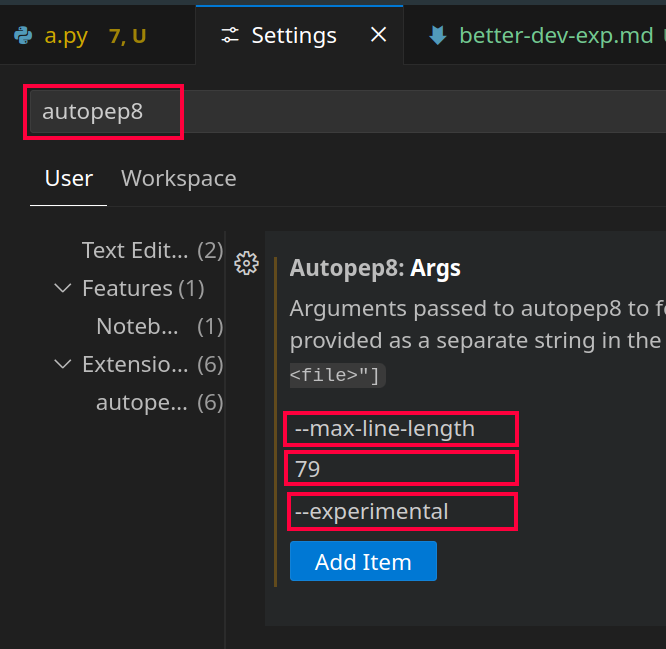 a.py 7, U Settings better-dev-exp.md
autopep8
User Workspace
Text Edit... (2)
Features (1)
Noteb... (1)
Extensio... (6)
autope... (6)
Autopep8: Args
Arguments passed to autopep8 to fo
provided as a separate string in the
<file>"]
--max-line-length
79
--experimental
Add Item